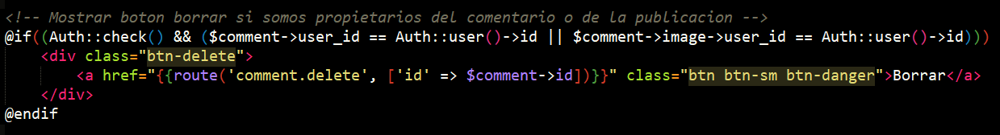 <!-- Mostrar boton borrar si somos propietarios del comentario o de la publicacion -->
@if((Auth::check() && ($comment->user_id == Auth::user()->id || $comment->image->user_id == Auth::user()->id)))
    <div class="btn-delete">
        <a href="{{route('comment.delete', ['id' => $comment->id])}}" class="btn btn-sm btn-danger">Borrar</a>
    </div>
@endif